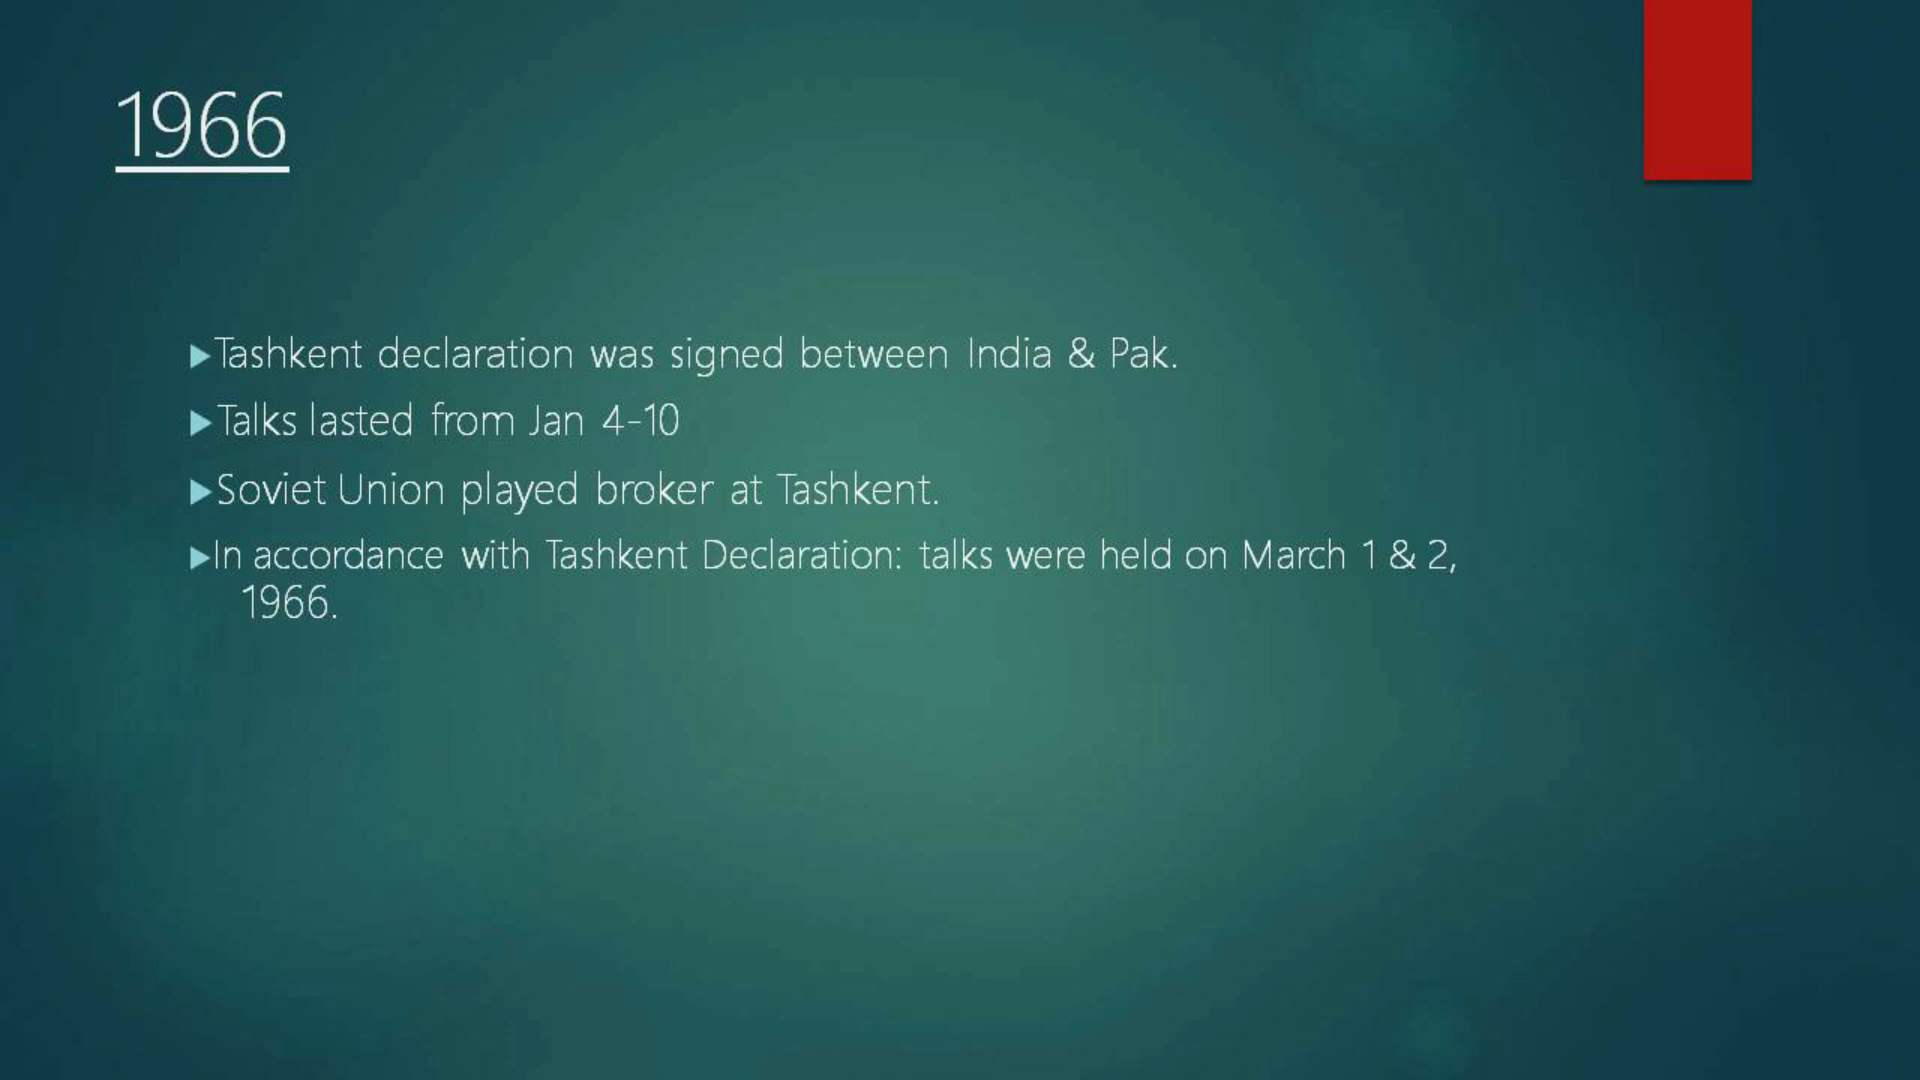 1966
Tashkent declaration was signed between India & Pak.
Talks lasted from Jan 4-10
Soviet Union played broker at Tashkent.
In accordance with Tashkent Declaration: talks were held on March 1 & 2,
1966.